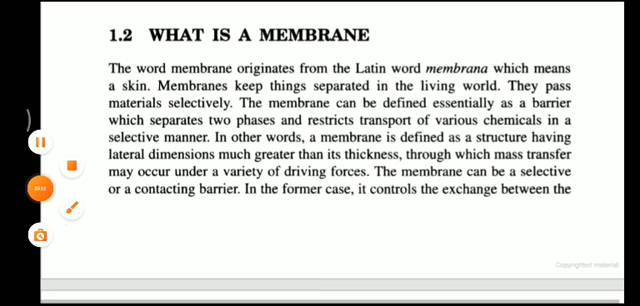 1.2 WHAT IS A MEMBRANE
The word membrane originates from the Latin word membrana which means
a skin. Membranes keep things separated in the living world. They pass
materials selectively. The membrane can be defined essentially as a barrier
which separates two phases and restricts transport of various chemicals in a
selective manner. In other words, a membrane is defined as a structure having
lateral dimensions much greater than its thickness, through which mass transfer
may occur under a variety of driving forces. The membrane can be a selective
or a contacting barrier. In the former case, it controls the exchange between the
Copyrighted material